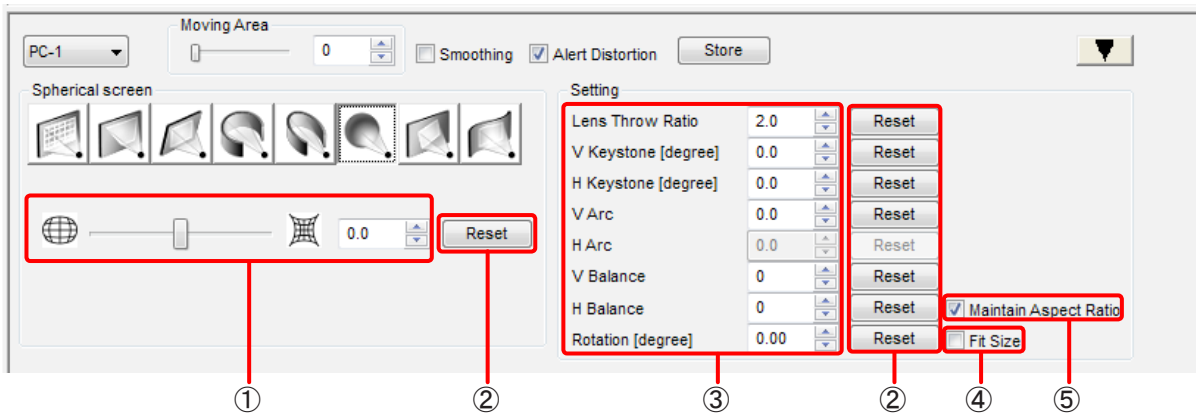 Moving Area
PC-1 0 Smoothing Alert Distortion Store
Spherical screen
Setting
Lens Throw Ratio 2.0 Reset
V Keystone [degree] 0.0 Reset
H Keystone [degree] 0.0 Reset
V Arc 0.0 Reset
0.0 Reset
H Arc 0.0 Reset
V Balance 0 Reset
H Balance 0 Reset Maintain Aspect Ratio
Rotation [degree] 0.00 Reset Fit Size
① ② ③ ② ④ ⑤